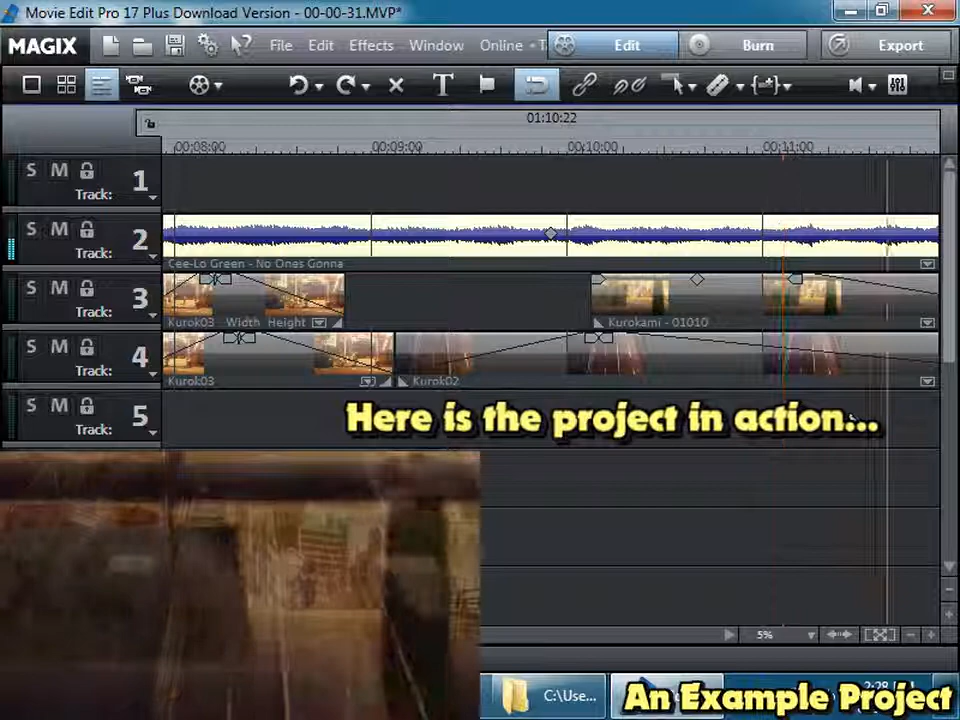 Movie Edit Pro 17 Plus Download Version - 00-00-31.MVP*
MAGIX File Edit Effects Window Online Edit Burn Export
01:10:22
00:08:00 00:09:00 00:10:00 00:11:00
S M Track: 1
S M Track: 2
Cee-Lo Green - No Ones Gonna
S M Track: 3
Kurok03 - Width Height Kurokami - 01010
S M Track: 4
Kurok03 Kurok02
S M Track: 5
Here is the project in action...
5%
C:\Use...
An Example Project